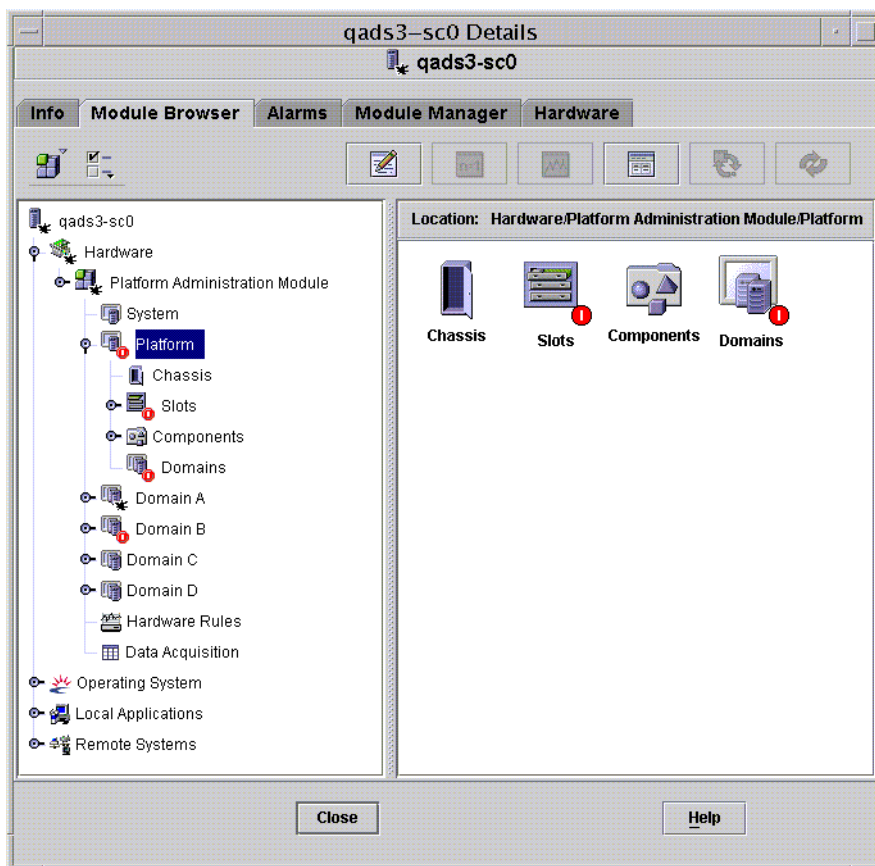 qads3-sc0 Details
qads3-sc0
Info Module Browser Alarms Module Manager Hardware
qads3-sc0
Hardware
Platform Administration Module
System
Platform
Chassis
Slots
Components
Domains
Domain A
Domain B
Domain C
Domain D
Hardware Rules
Data Acquisition
Operating System
Local Applications
Remote Systems
Location: Hardware/Platform Administration Module/Platform
Chassis Slots Components Domains
Close Help